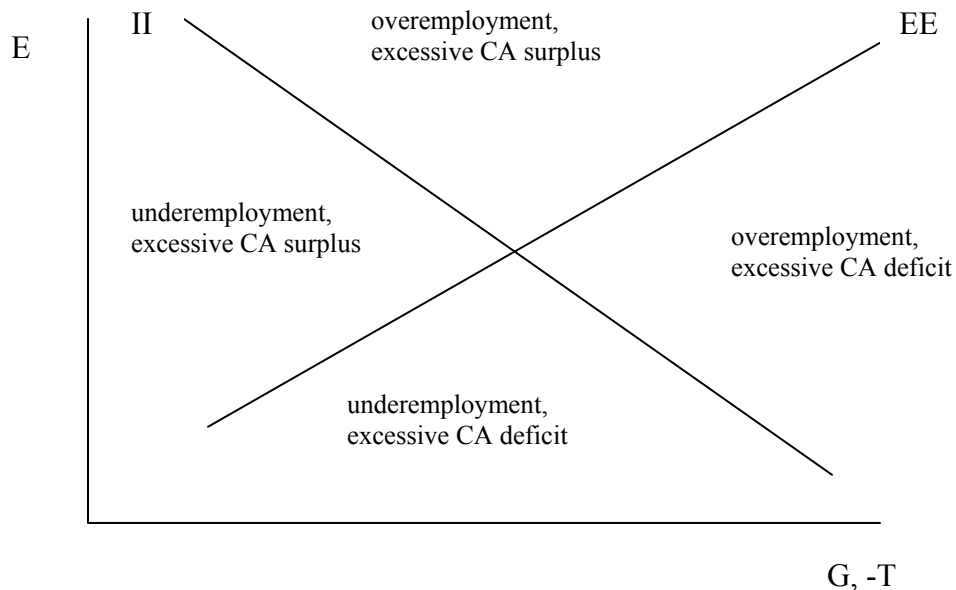 II
overemployment,
excessive CA surplus
EE
E
underemployment,
excessive CA surplus
overemployment,
excessive CA deficit
underemployment,
excessive CA deficit
G, -T